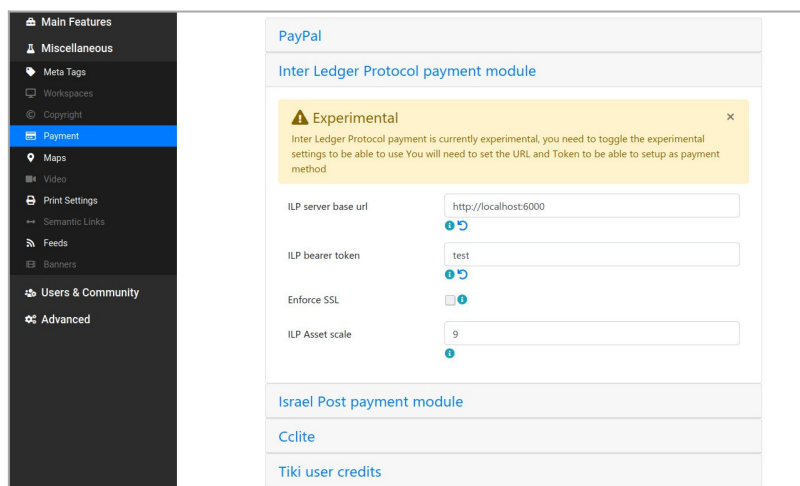 Main Features
Miscellaneous
Meta Tags
Workspaces
Copyright
Payment
Maps
Video
Print Settings
Semantic Links
Feeds
Banners
Users & Community
Advanced
PayPal
Inter Ledger Protocol payment module
Experimental
×
Inter Ledger Protocol payment is currently experimental, you need to toggle the experimental
settings to be able to use You will need to set the URL and Token to be able to setup as payment
method
ILP server base url
http://localhost:6000
ILP bearer token
test
Enforce SSL
ILP Asset scale
9
Israel Post payment module
Cclite
Tiki user credits